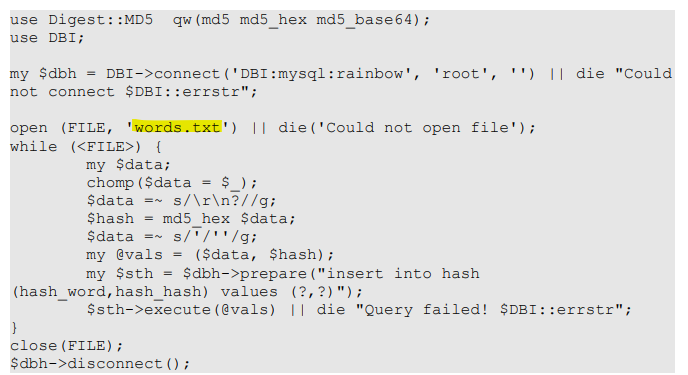 use Digest::MD5  qw(md5 md5_hex md5_base64);
use DBI;

my $dbh = DBI->connect('DBI:mysql:rainbow', 'root', '') || die "Could
not connect $DBI::errstr";

open (FILE, 'words.txt') || die('Could not open file');
while (<FILE>) {
        my $data;
        chomp($data = $_);
        $data =~ s/\r\n?//g;
        $hash = md5_hex $data;
        $data =~ s/'/''/g;
        my @vals = ($data, $hash);
        my $sth = $dbh->prepare("insert into hash
(hash_word,hash_hash) values (?,?)");
        $sth->execute(@vals) || die "Query failed! $DBI::errstr";
}
close(FILE);
$dbh->disconnect();